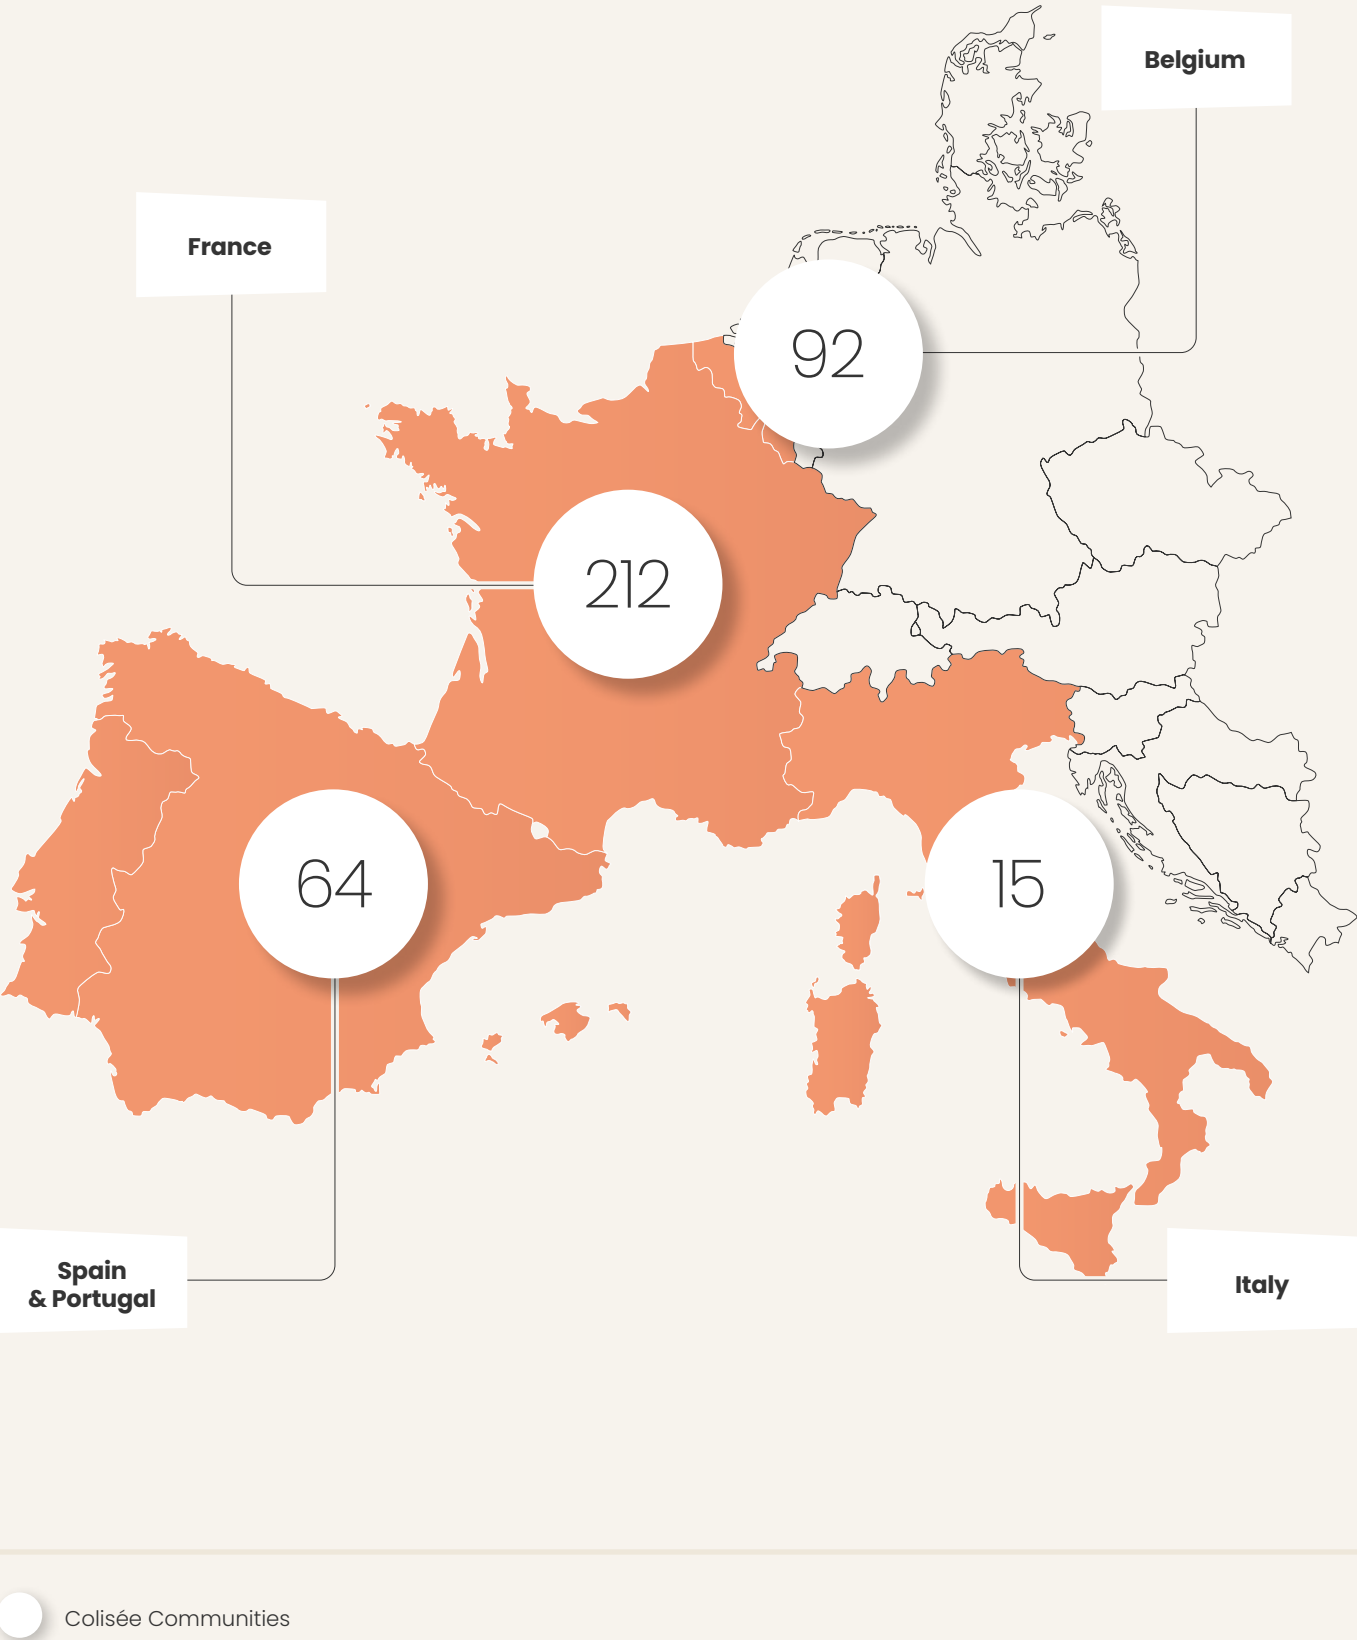 Belgium
France
92
212
64
15
Spain
& Portugal
Italy
Colisée Communities